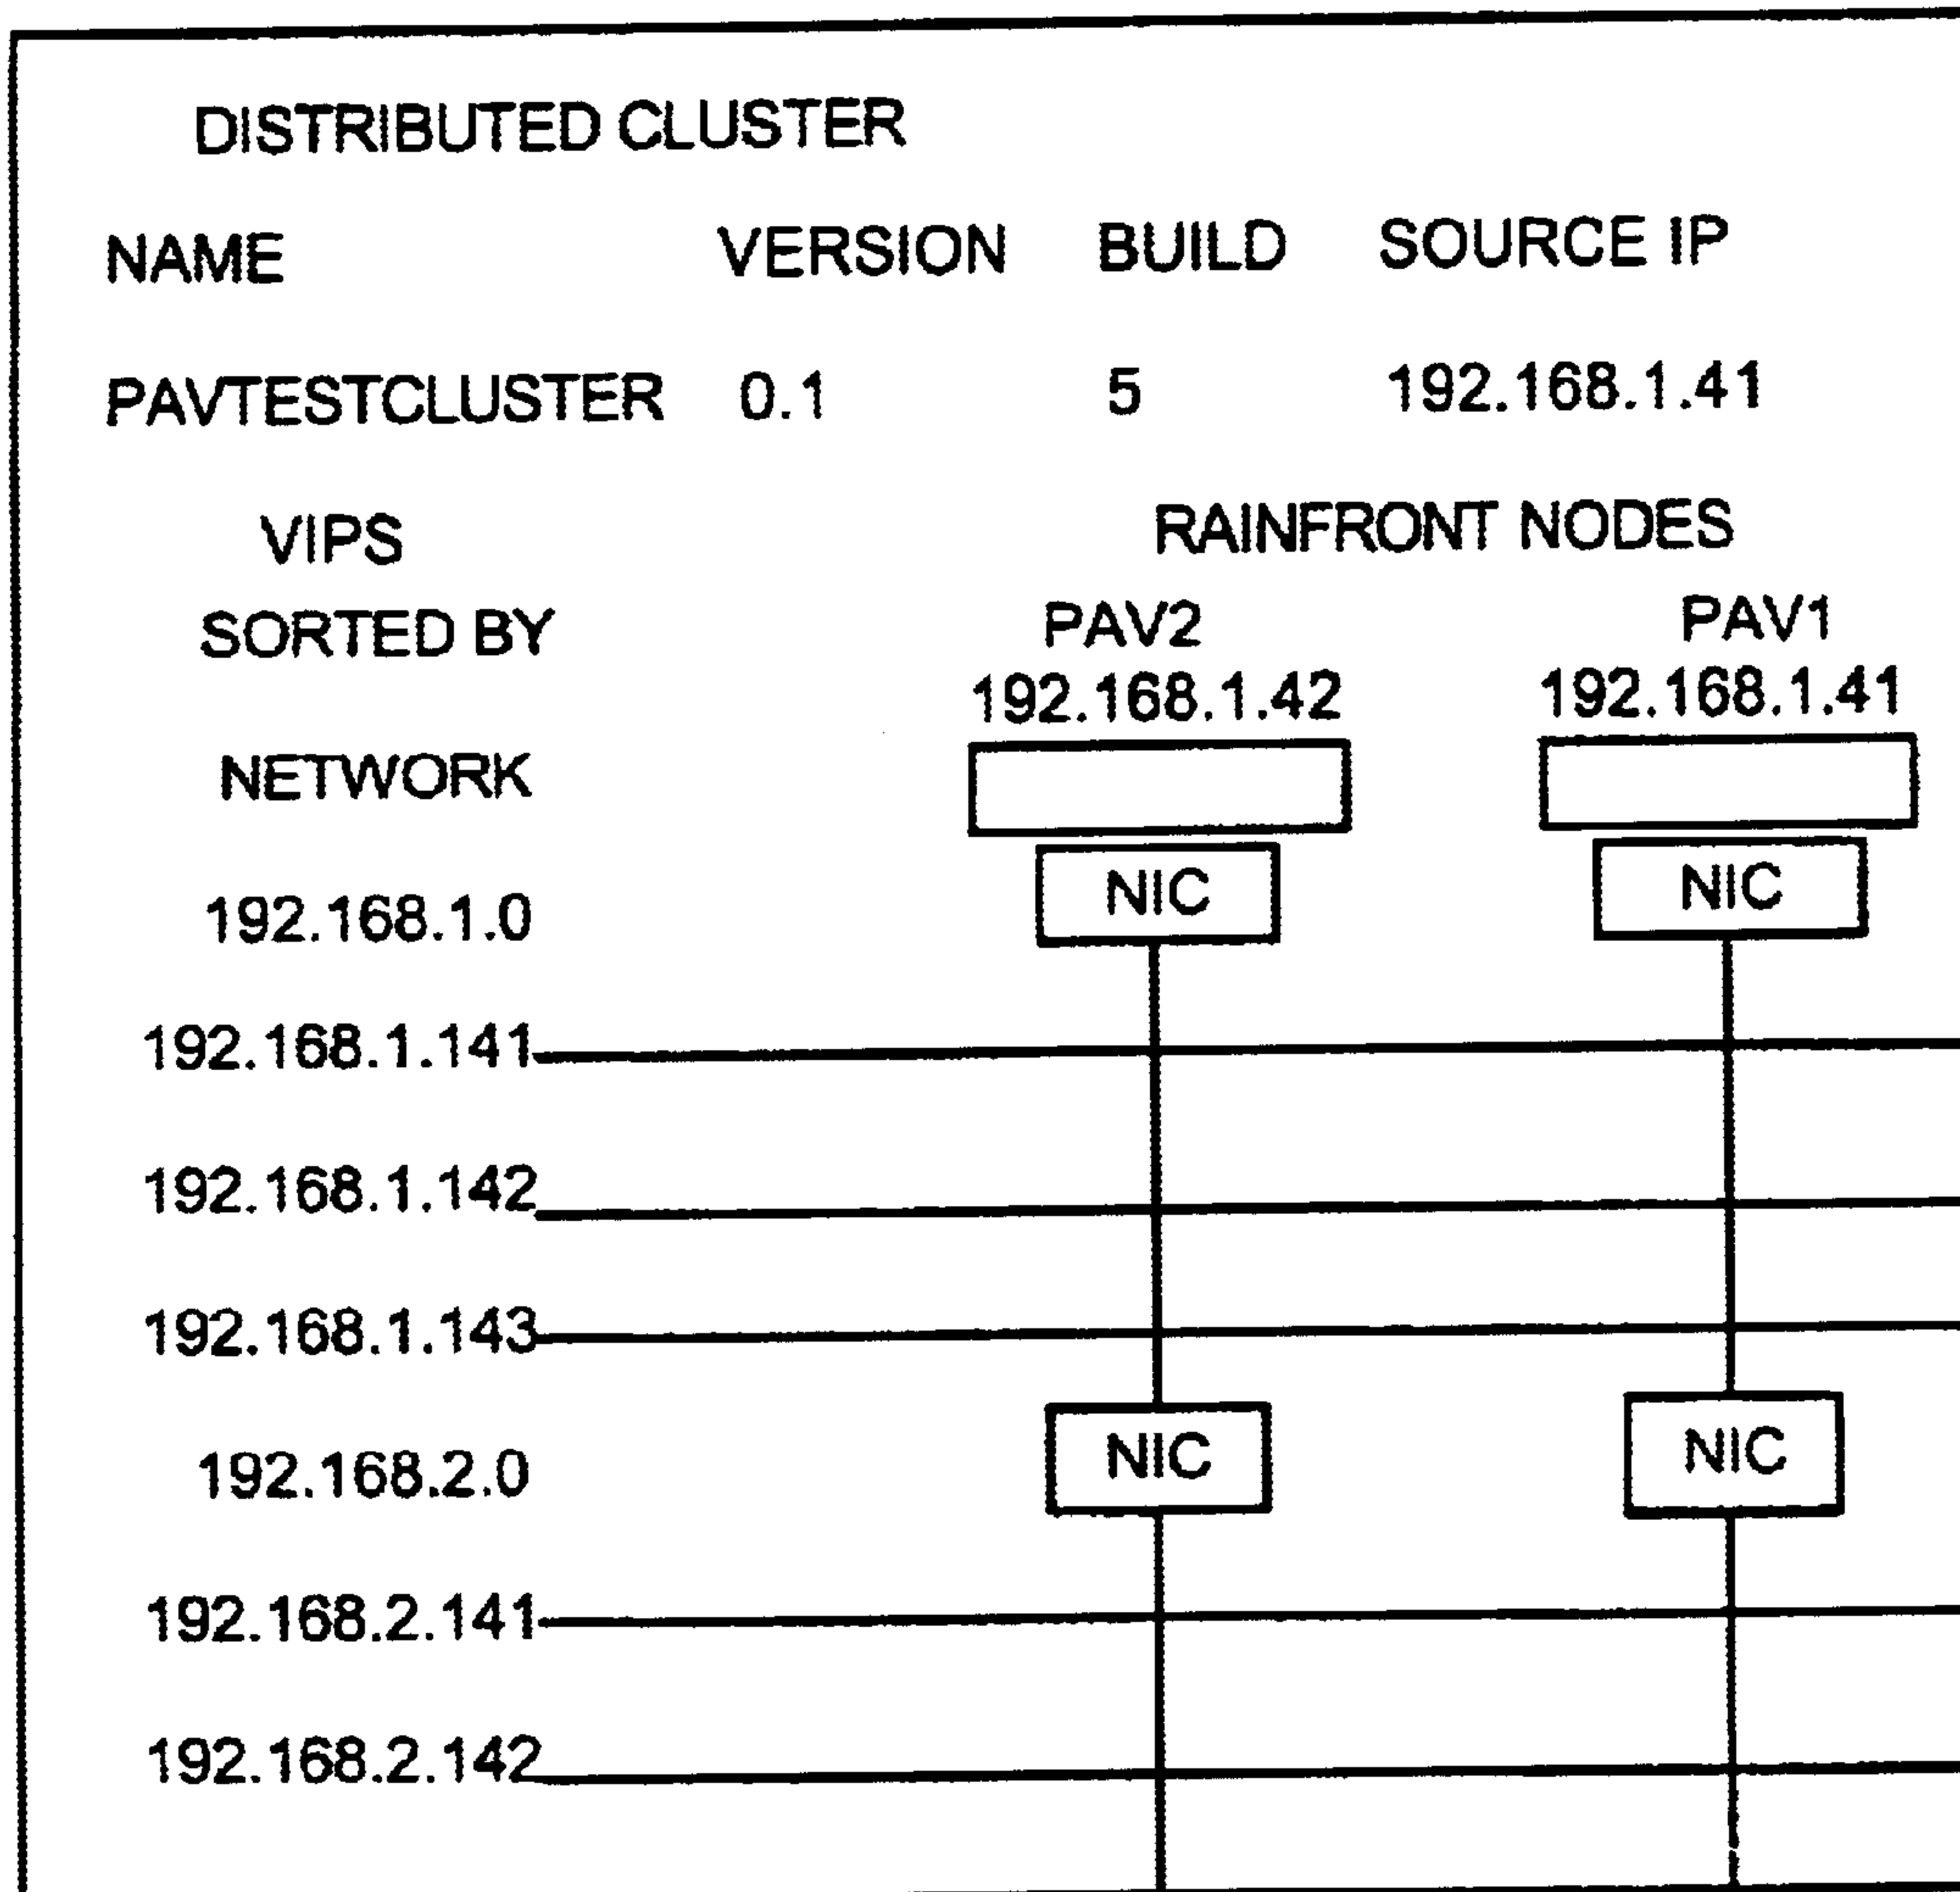 DISTRIBUTED CLUSTER
NAME VERSION BUILD SOURCE IP
PAVTESTCLUSTER 0.1 5 192.168.1.41
VIPS RAINFRONT NODES
SORTED BY PAV2 PAV1
192.168.1.42 192.168.1.41
NETWORK
192.168.1.0 NIC NIC
192.168.1.141
192.168.1.142
192.168.1.143
192.168.2.0 NIC NIC
192.168.2.141
192.168.2.142